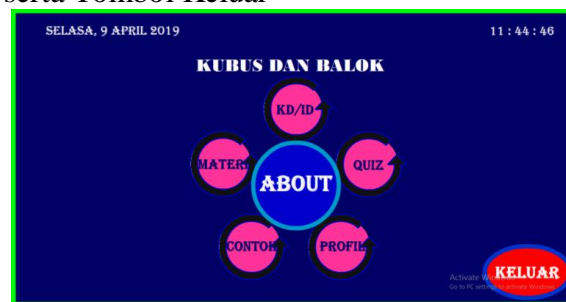 serta Tombol Keluar
SELASA, 9 APRIL 2019
11 : 44 : 46
KUBUS DAN BALOK
KD/ID
MATERI
QUIZ
ABOUT
CONTOH
PROFIL
KELUAR
Activate Windows
Go to PC settings to activate Windows.